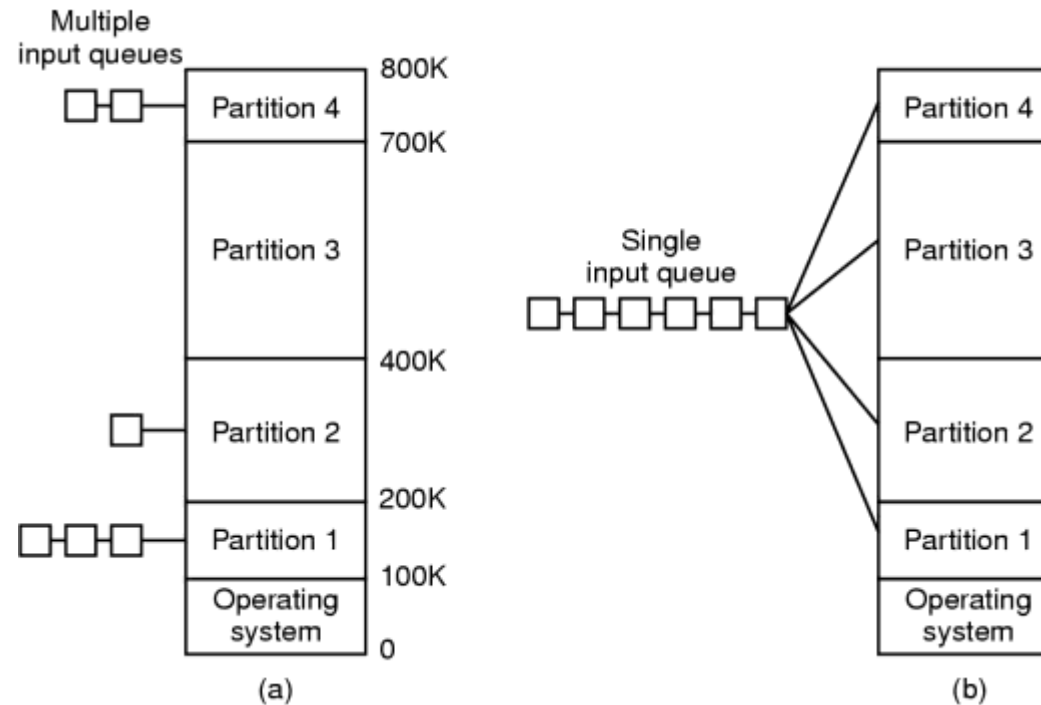 Multiple
input queues
800K
Partition 4
700K
Partition 3
400K
Partition 2
200K
Partition 1
100K
Operating
system
0
(a)
Single
input queue
Partition 4
Partition 3
Partition 2
Partition 1
Operating
system
(b)